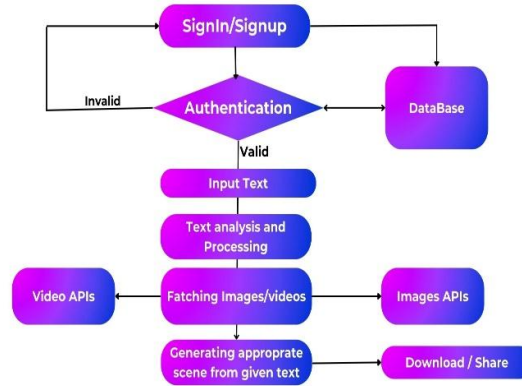 SignIn/Signup
Invalid
Authentication
DataBase
Valid
Input Text
Text analysis and
Processing
Video APIs
Fatching Images/videos
Images APIs
Generating approprate
scene from given text
Download / Share